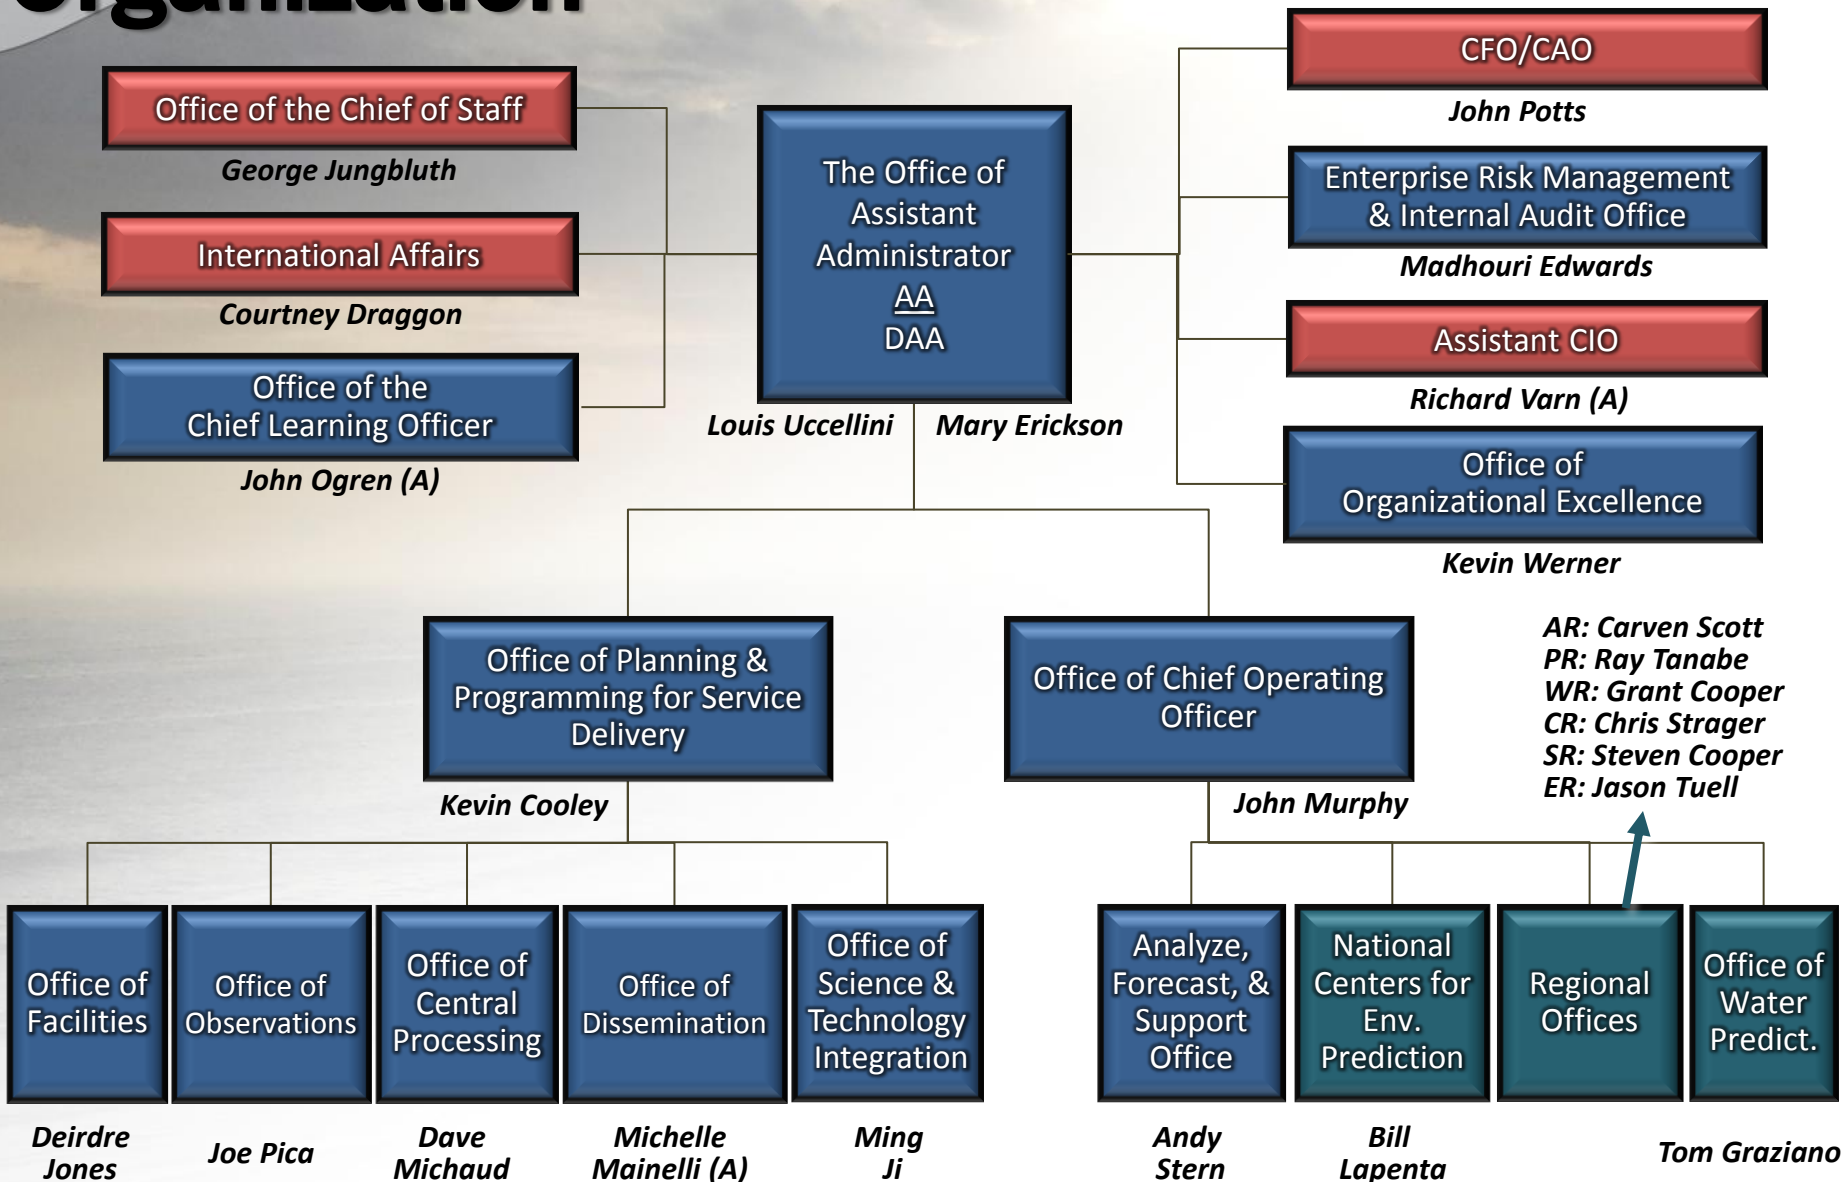 Organization
Office of the Chief of Staff
George Jungbluth
International Affairs
Courtney Draggon
Office of the
Chief Learning Officer
John Ogren (A)
The Office of
Assistant
Administrator
AA
DAA
Louis Uccellini
Mary Erickson
CFO/CAO
John Potts
Enterprise Risk Management
& Internal Audit Office
Madhouri Edwards
Assistant CIO
Richard Varn (A)
Office of
Organizational Excellence
Kevin Werner
Office of Planning &
Programming for Service
Delivery
Kevin Cooley
Office of Chief Operating
Officer
John Murphy
AR: Carven Scott
PR: Ray Tanabe
WR: Grant Cooper
CR: Chris Strager
SR: Steven Cooper
ER: Jason Tuell
Office of
Facilities
Deirdre
Jones
Office of
Observations
Joe Pica
Office of
Central
Processing
Dave
Michaud
Office of
Dissemination
Michelle
Mainelli (A)
Office of
Science &
Technology
Integration
Ming
Ji
Analyze,
Forecast, &
Support
Office
Andy
Stern
National
Centers for
Env.
Prediction
Bill
Lapenta
Regional
Offices
Office of
Water
Predict.
Tom Graziano